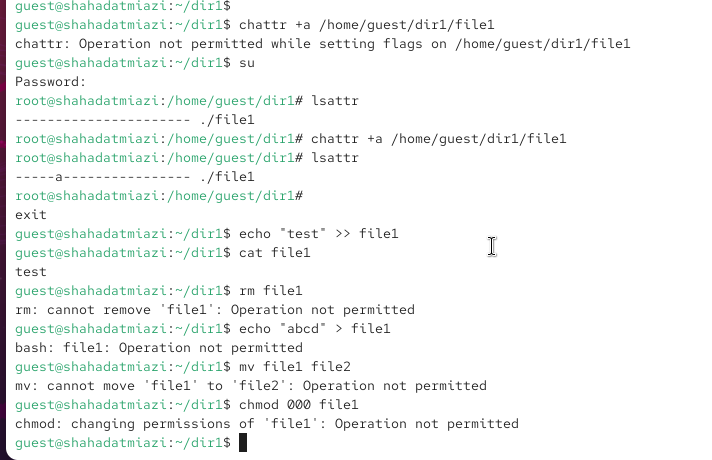 guest@shahadatmiazi:~/dir1$
guest@shahadatmiazi:~/dir1$ chattr +a /home/guest/dir1/file1
chattr: Operation not permitted while setting flags on /home/guest/dir1/file1
guest@shahadatmiazi:~/dir1$ su
Password:
root@shahadatmiazi:/home/guest/dir1# lsattr
---------------------- ./file1
root@shahadatmiazi:/home/guest/dir1# chattr +a /home/guest/dir1/file1
root@shahadatmiazi:/home/guest/dir1# lsattr
-----a---------------- ./file1
root@shahadatmiazi:/home/guest/dir1#
exit
guest@shahadatmiazi:~/dir1$ echo "test" >> file1
guest@shahadatmiazi:~/dir1$ cat file1
test
guest@shahadatmiazi:~/dir1$ rm file1
rm: cannot remove 'file1': Operation not permitted
guest@shahadatmiazi:~/dir1$ echo "abcd" > file1
bash: file1: Operation not permitted
guest@shahadatmiazi:~/dir1$ mv file1 file2
mv: cannot move 'file1' to 'file2': Operation not permitted
guest@shahadatmiazi:~/dir1$ chmod 000 file1
chmod: changing permissions of 'file1': Operation not permitted
guest@shahadatmiazi:~/dir1$